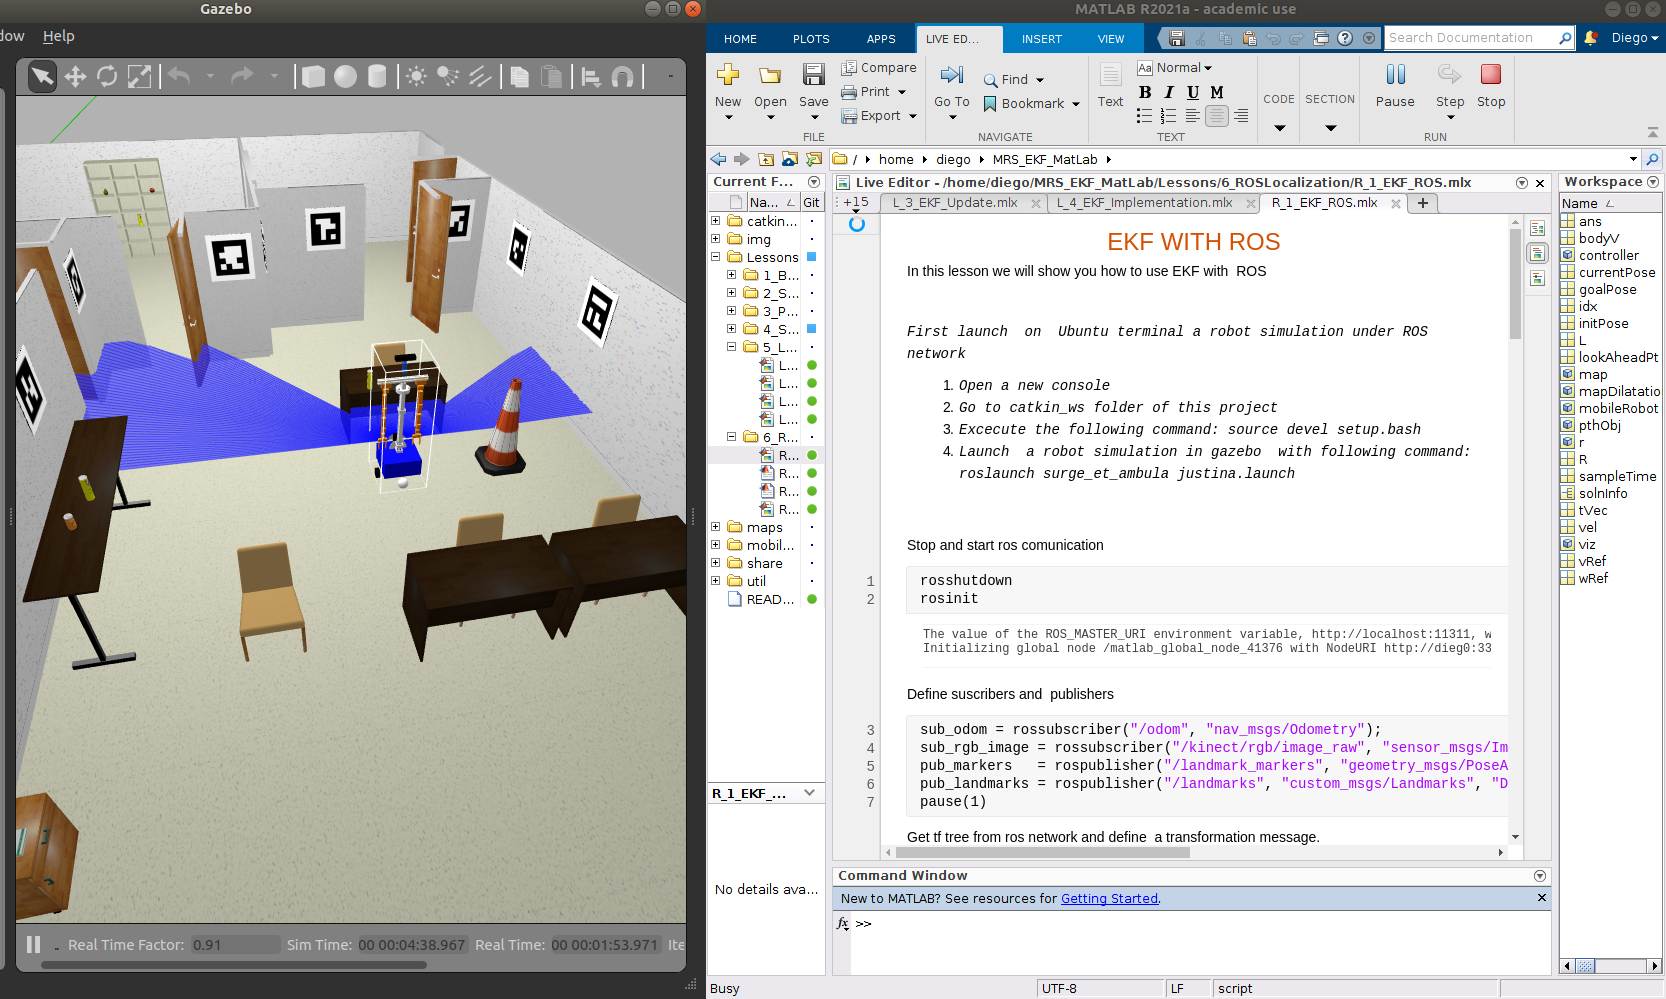 Gazebo
dow Help
Real Time Factor: 0.91 Sim Time: 00 00:04:38.967 Real Time: 00 00:01:53.971 Ite
MATLAB R2021a - academic use
HOME PLOTS APPS LIVE ED... INSERT VIEW
Search Documentation
Diego
New Open Save
Compare
Print
Export
FILE
Go To
Find
Bookmark
NAVIGATE
Text
Normal
B I U M
TEXT
CODE SECTION
Pause Step Stop
RUN
/ home diego MRS_EKF_MatLab
Current F...
Na... Git
catkin...
img
Lessons
1_B...
2_S...
3_P...
4_S...
5_L...
L...
L...
L...
L...
6_R...
R...
R...
R...
R...
maps
mobil...
share
util
READ...
R_1_EKF_...
No details ava...
Live Editor - /home/diego/MRS_EKF_MatLab/Lessons/6_ROSLocalization/R_1_EKF_ROS.mlx
+15 L_3_EKF_Update.mlx L_4_EKF_Implementation.mlx R_1_EKF_ROS.mlx +
EKF WITH ROS
In this lesson we will show you how to use EKF with  ROS
First launch  on  Ubuntu terminal a robot simulation under ROS
network
1. Open a new console
2. Go to catkin_ws folder of this project
3. Excecute the following command: source devel setup.bash
4. Launch  a robot simulation in gazebo  with following command:
roslaunch surge_et_ambula justina.launch
Stop and start ros comunication
1 rosshutdown
2 rosinit
The value of the ROS_MASTER_URI environment variable, http://localhost:11311, w
Initializing global node /matlab_global_node_41376 with NodeURI http://dieg0:33
Define suscribers and  publishers
3 sub_odom = rossubscriber("/odom", "nav_msgs/Odometry");
4 sub_rgb_image = rossubscriber("/kinect/rgb/image_raw", "sensor_msgs/Im
5 pub_markers   = rospublisher("/landmark_markers", "geometry_msgs/PoseA
6 pub_landmarks = rospublisher("/landmarks", "custom_msgs/Landmarks", "D
7 pause(1)
Get tf tree from ros network and define  a transformation message.
Command Window
New to MATLAB? See resources for Getting Started.
fx >>
Workspace
Name
ans
bodyV
controller
currentPose
goalPose
idx
initPose
L
lookAheadPt
map
mapDilatatio
mobileRobot
pthObj
r
R
sampleTime
solnInfo
tVec
vel
viz
vRef
wRef
Busy UTF-8 LF script